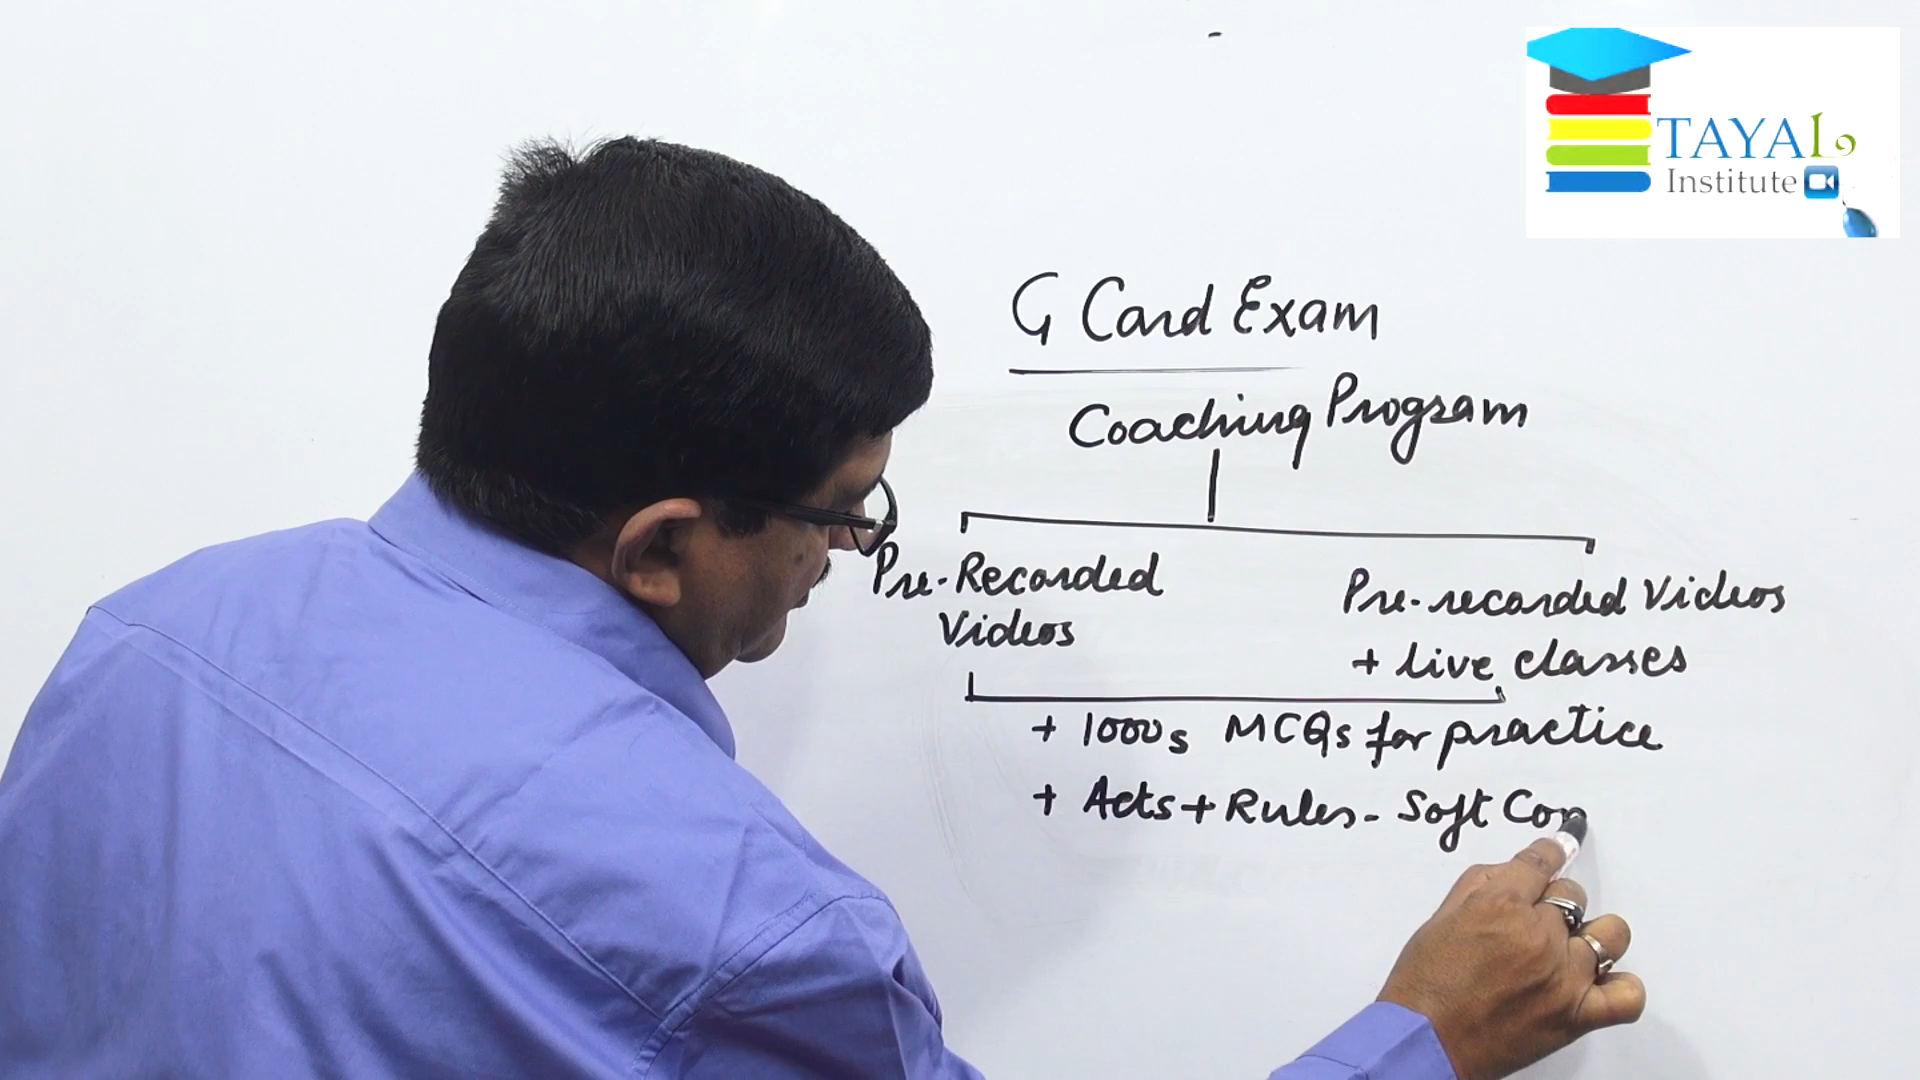 TAYAL
Institute
G Card Exam
Coaching Program
Pre-Recorded
Videos
Pre-recorded Videos
+ live classes
+ 1000s MCQs for practice
+ Acts + Rules - Soft Cop